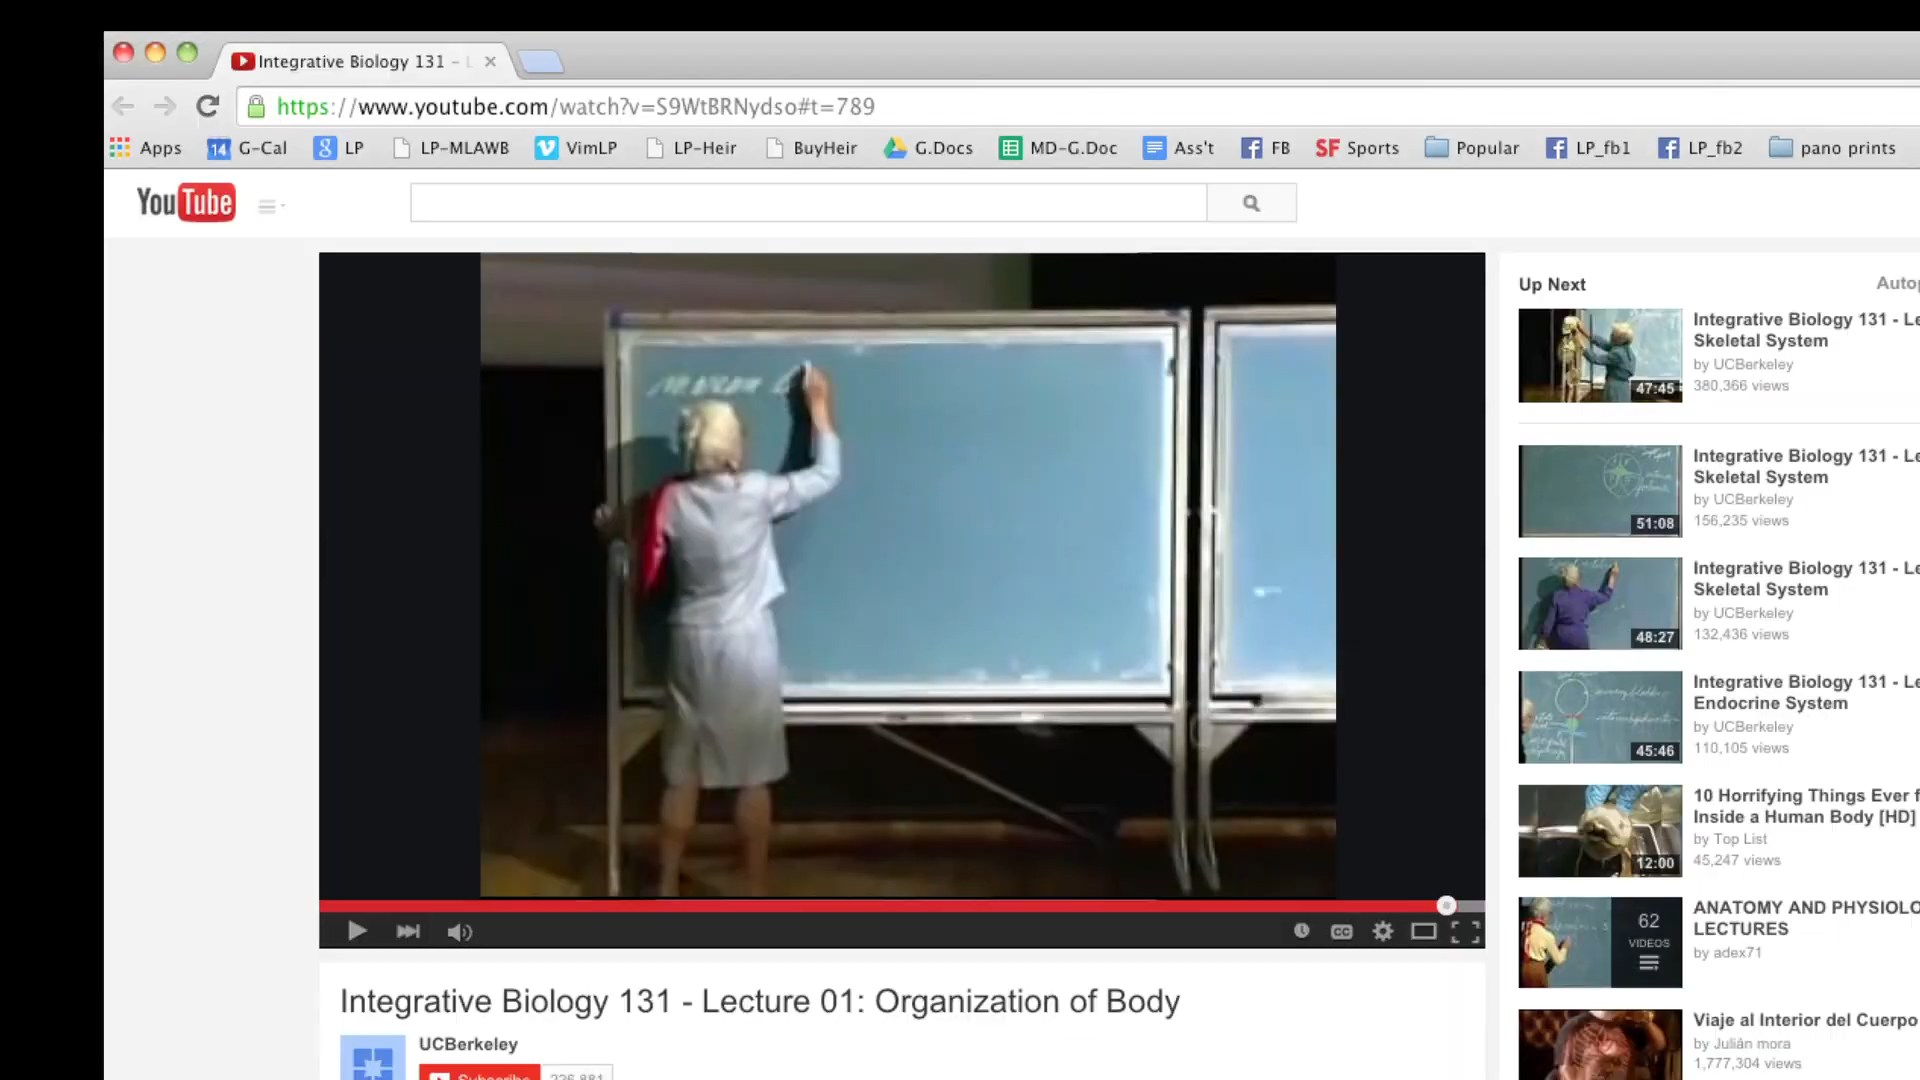 Integrative Biology 131 –
https://www.youtube.com/watch?v=S9WtBRNydso#t=789
Apps 14 G-Cal 8 LP LP-MLAWB VimLP LP-Heir BuyHeir G.Docs MD-G.Doc Ass't FB SF Sports Popular LP_fb1 LP_fb2 pano prints
YouTube
Up Next
Integrative Biology 131 -
Skeletal System
by UCBerkeley
380,366 views
47:45
Integrative Biology 131 -
Skeletal System
by UCBerkeley
156,235 views
51:08
Integrative Biology 131 -
Skeletal System
by UCBerkeley
132,436 views
48:27
Integrative Biology 131 -
Endocrine System
by UCBerkeley
110,105 views
45:46
10 Horrifying Things Ever
Inside a Human Body [HD]
by Top List
45,247 views
12:00
ANATOMY AND
LECTURES
by adex71
62
VIDEOS
Viaje al Interior del Cuerpo
by Julián mora
1,777,304 views
CC
Integrative Biology 131 - Lecture 01: Organization of Body
UCBerkeley
Subscribe 226,881